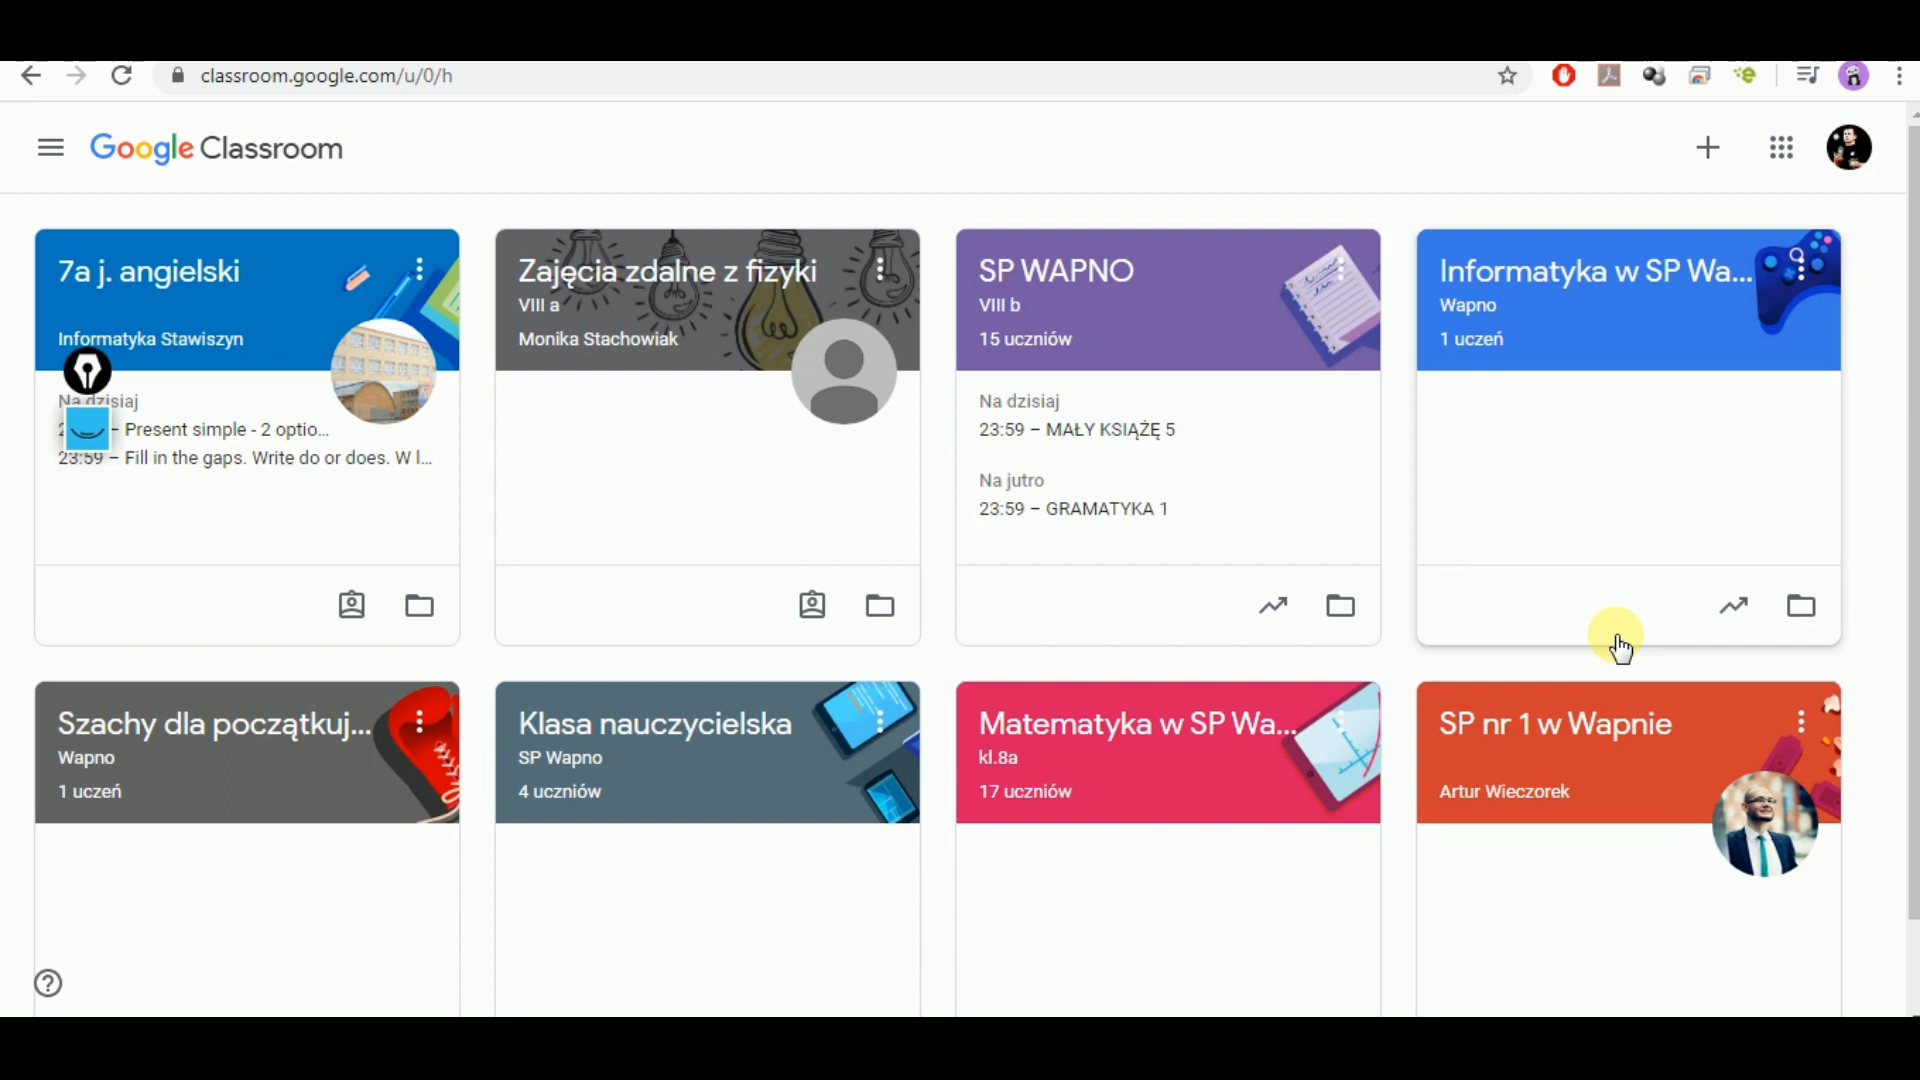 classroom.google.com/u/0/h
Google Classroom
7a j. angielski
Informatyka Stawiszyn
Na dzisiaj
– Present simple - 2 optio...
23:59 – Fill in the gaps. Write do or does. W l...
Zajęcia zdalne z fizyki
VIII a
Monika Stachowiak
SP WAPNO
VIII b
15 uczniów
Na dzisiaj
23:59 – MAŁY KSIĄŻĘ 5
Na jutro
23:59 – GRAMATYKA 1
Informatyka w SP Wa...
Wapno
1 uczeń
Szachy dla początkuj...
Wapno
1 uczeń
Klasa nauczycielska
SP Wapno
4 uczniów
Matematyka w SP Wa...
kl.8a
17 uczniów
SP nr 1 w Wapnie
Artur Wieczorek